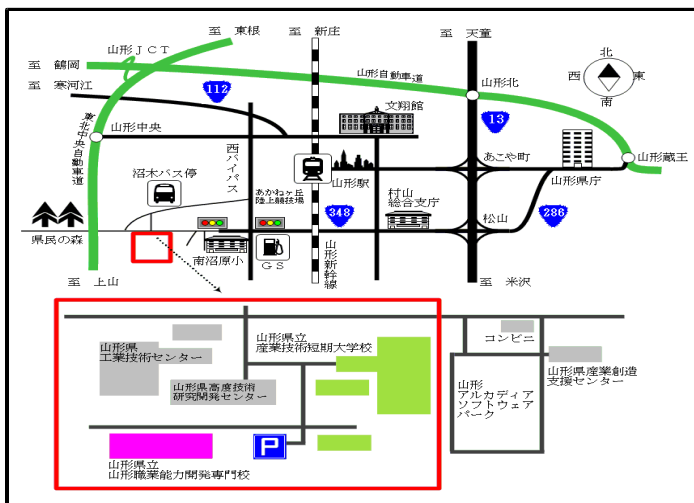 至 東根
至 新庄
至 天童
山形JCT
至 鶴岡
至 寒河江
山形自動車道
山形北
北
西
東
南
112
13
文翔館
東北中央自動車道
山形中央
西バイパス
沼木バス停
あかねヶ丘
陸上競技場
山形駅
あこや町
山形県庁
山形蔵王
村山
総合支庁
348
松山
286
県民の森
南沼原小
GS
山形新幹線
至 上山
至 米沢
山形県
工業技術センター
山形県立
産業技術短期大学校
山形県高度技術
研究開発センター
コンビニ
山形県産業創造
支援センター
山形
アルカディア
ソフトウェア
パーク
P
山形県立
山形職業能力開発専門校